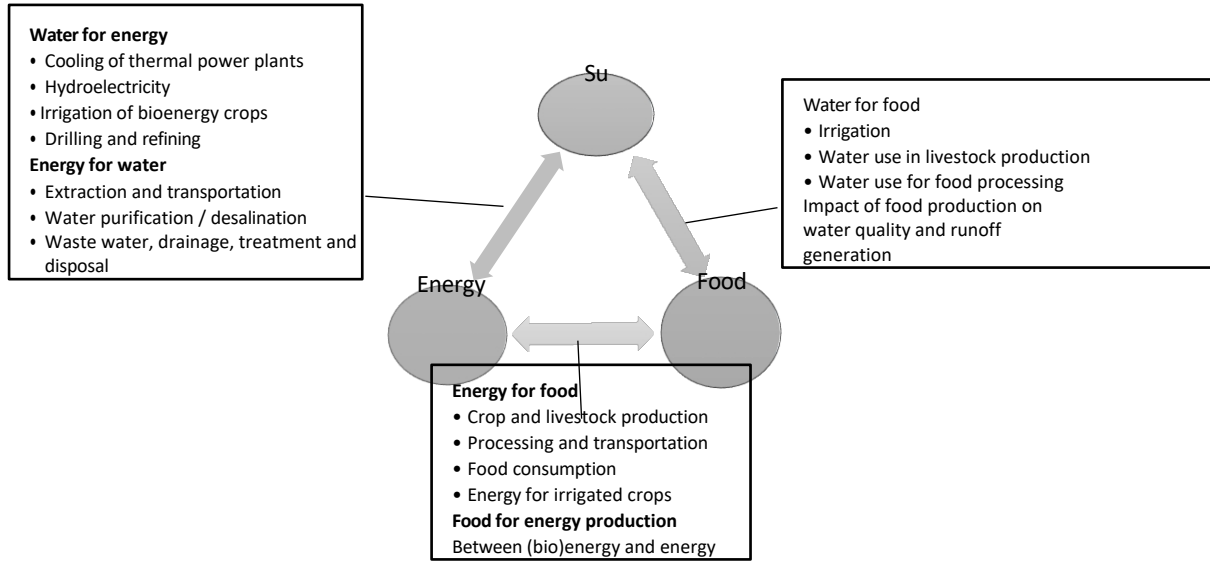 Water for energy
• Cooling of thermal power plants
• Hydroelectricity
• Irrigation of bioenergy crops
• Drilling and refining
Energy for water
• Extraction and transportation
• Water purification / desalination
• Waste water, drainage, treatment and
disposal
Su
Water for food
• Irrigation
• Water use in livestock production
• Water use for food processing
Impact of food production on
water quality and runoff
generation
Energy
Food
Energy for food
• Crop and livestock production
• Processing and transportation
• Food consumption
• Energy for irrigated crops
Food for energy production
Between (bio)energy and energy